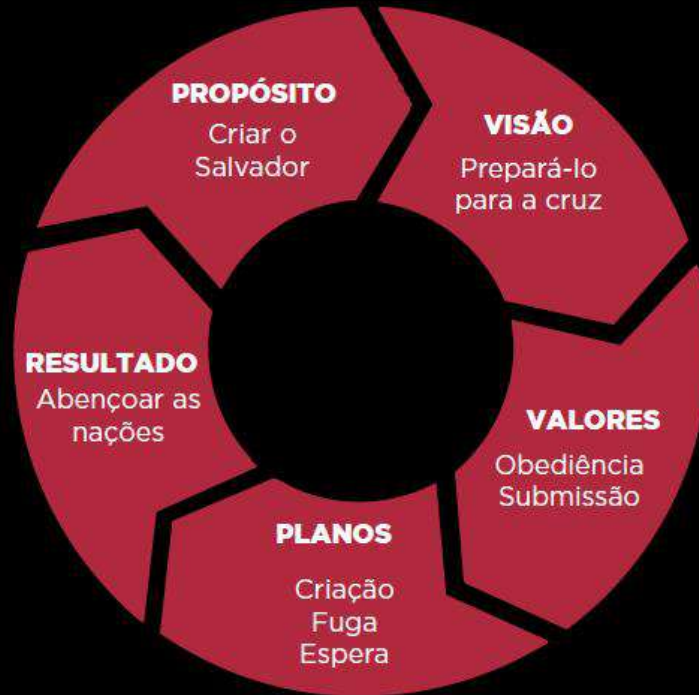 PROPÓSITO
Criar o
Salvador
VISÃO
Prepará-lo
para a cruz
VALORES
Obediência
Submissão
PLANOS
Criação
Fuga
Espera
RESULTADO
Abençoar as
nações